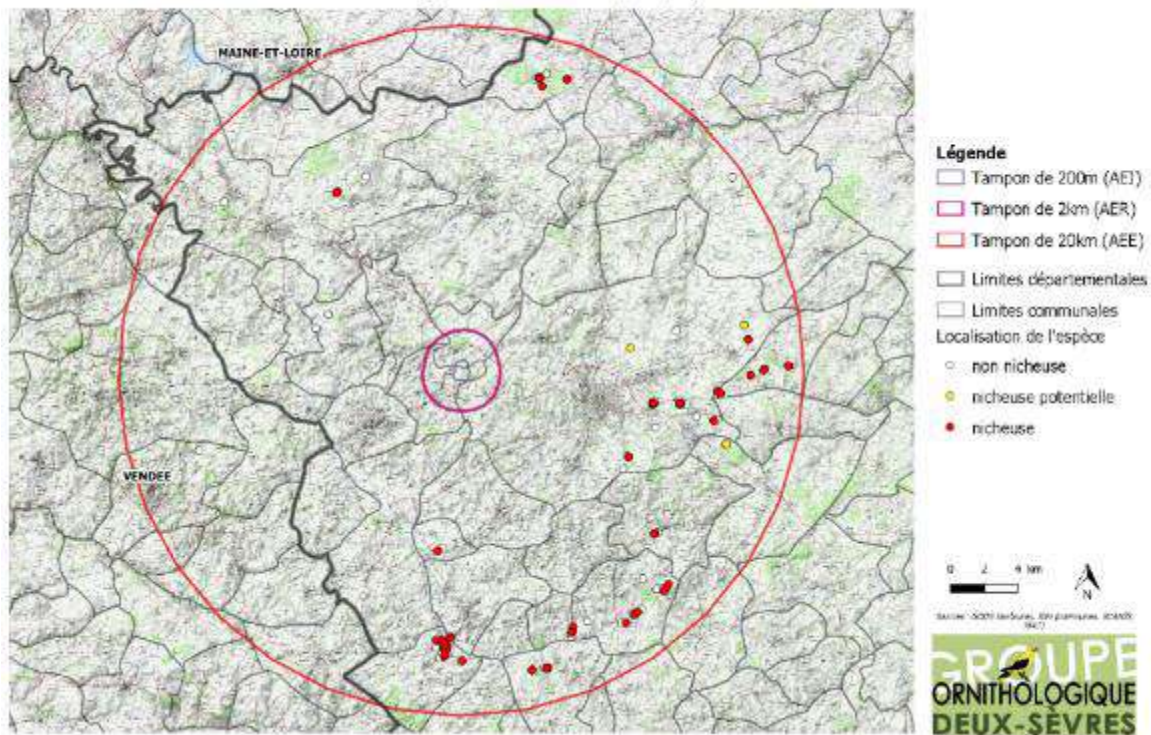 MAINE-ET-LOIRE
VENDEE
Légende
Tampon de 200m (AEI)
Tampon de 2km (AER)
Tampon de 20km (AEE)
Limites départementales
Limites communales
Localisation de l'espèce
non nicheuse
nicheuse potentielle
nicheuse
0 2 4 km
N
GROUPE
ORNITHOLOGIQUE
DEUX-SÈVRES